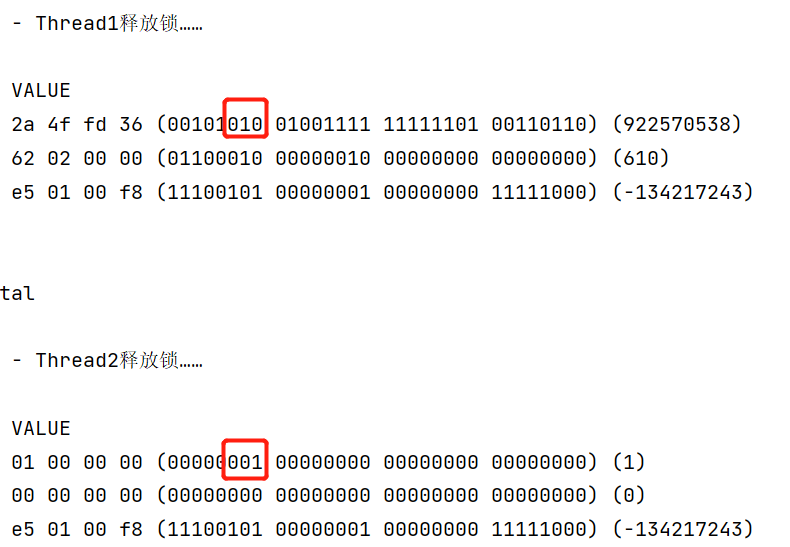 - Thread1释放锁……
VALUE
2a 4f fd 36 (00101010 01001111 11111101 00110110) (922570538)
62 02 00 00 (01100010 00000010 00000000 00000000) (610)
e5 01 00 f8 (11100101 00000001 00000000 11111000) (-134217243)
tal
- Thread2释放锁……
VALUE
01 00 00 00 (00000001 00000000 00000000 00000000) (1)
00 00 00 00 (00000000 00000000 00000000 00000000) (0)
e5 01 00 f8 (11100101 00000001 00000000 11111000) (-134217243)